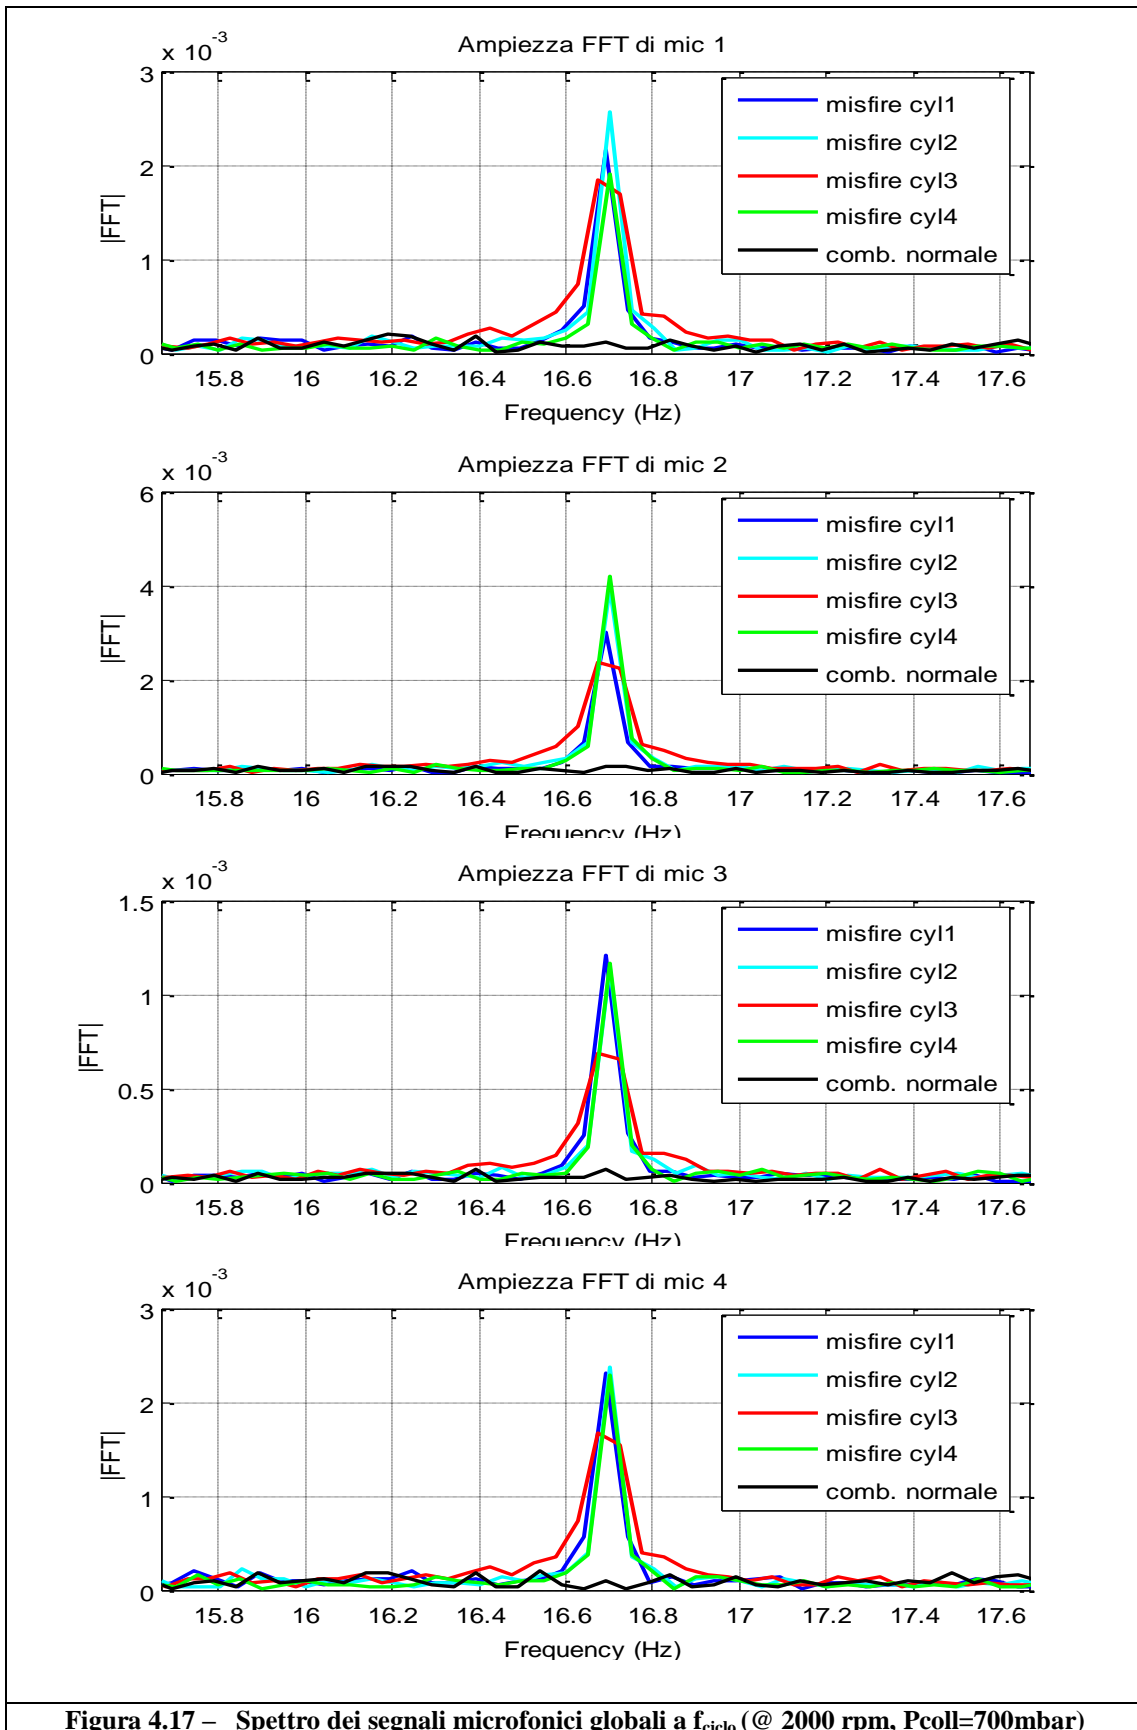 Ampiezza FFT di mic 1
x 10^-3
3
2
1
0
|FFT|
misfire cyl1
misfire cyl2
misfire cyl3
misfire cyl4
comb. normale
15.8 16 16.2 16.4 16.6 16.8 17 17.2 17.4 17.6
Frequency (Hz)
Ampiezza FFT di mic 2
x 10^-3
6
4
2
0
|FFT|
misfire cyl1
misfire cyl2
misfire cyl3
misfire cyl4
comb. normale
15.8 16 16.2 16.4 16.6 16.8 17 17.2 17.4 17.6
Frequency (Hz)
Ampiezza FFT di mic 3
x 10^-3
1.5
1
0.5
0
|FFT|
misfire cyl1
misfire cyl2
misfire cyl3
misfire cyl4
comb. normale
15.8 16 16.2 16.4 16.6 16.8 17 17.2 17.4 17.6
Frequency (Hz)
Ampiezza FFT di mic 4
x 10^-3
3
2
1
0
|FFT|
misfire cyl1
misfire cyl2
misfire cyl3
misfire cyl4
comb. normale
15.8 16 16.2 16.4 16.6 16.8 17 17.2 17.4 17.6
Frequency (Hz)
Figura 4.17 – Spettro dei segnali microfonici globali a f_ciclo (@ 2000 rpm, Pcoll=700mbar)